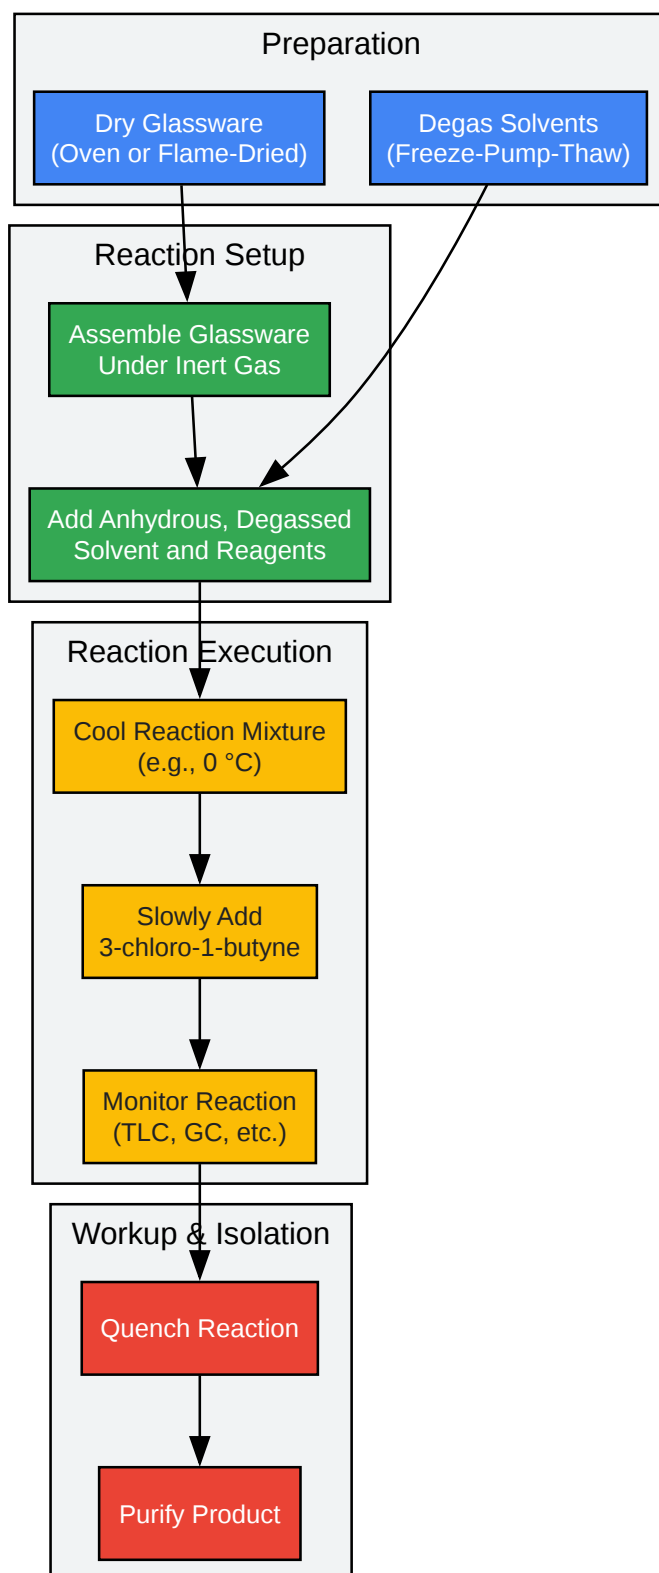 Preparation
Dry Glassware
(Oven or Flame-Dried)
Degas Solvents
(Freeze-Pump-Thaw)
Reaction Setup
Assemble Glassware
Under Inert Gas
Add Anhydrous, Degassed
Solvent and Reagents
Reaction Execution
Cool Reaction Mixture
(e.g., 0 °C)
Slowly Add
3-chloro-1-butyne
Monitor Reaction
(TLC, GC, etc.)
Workup & Isolation
Quench Reaction
Purify Product